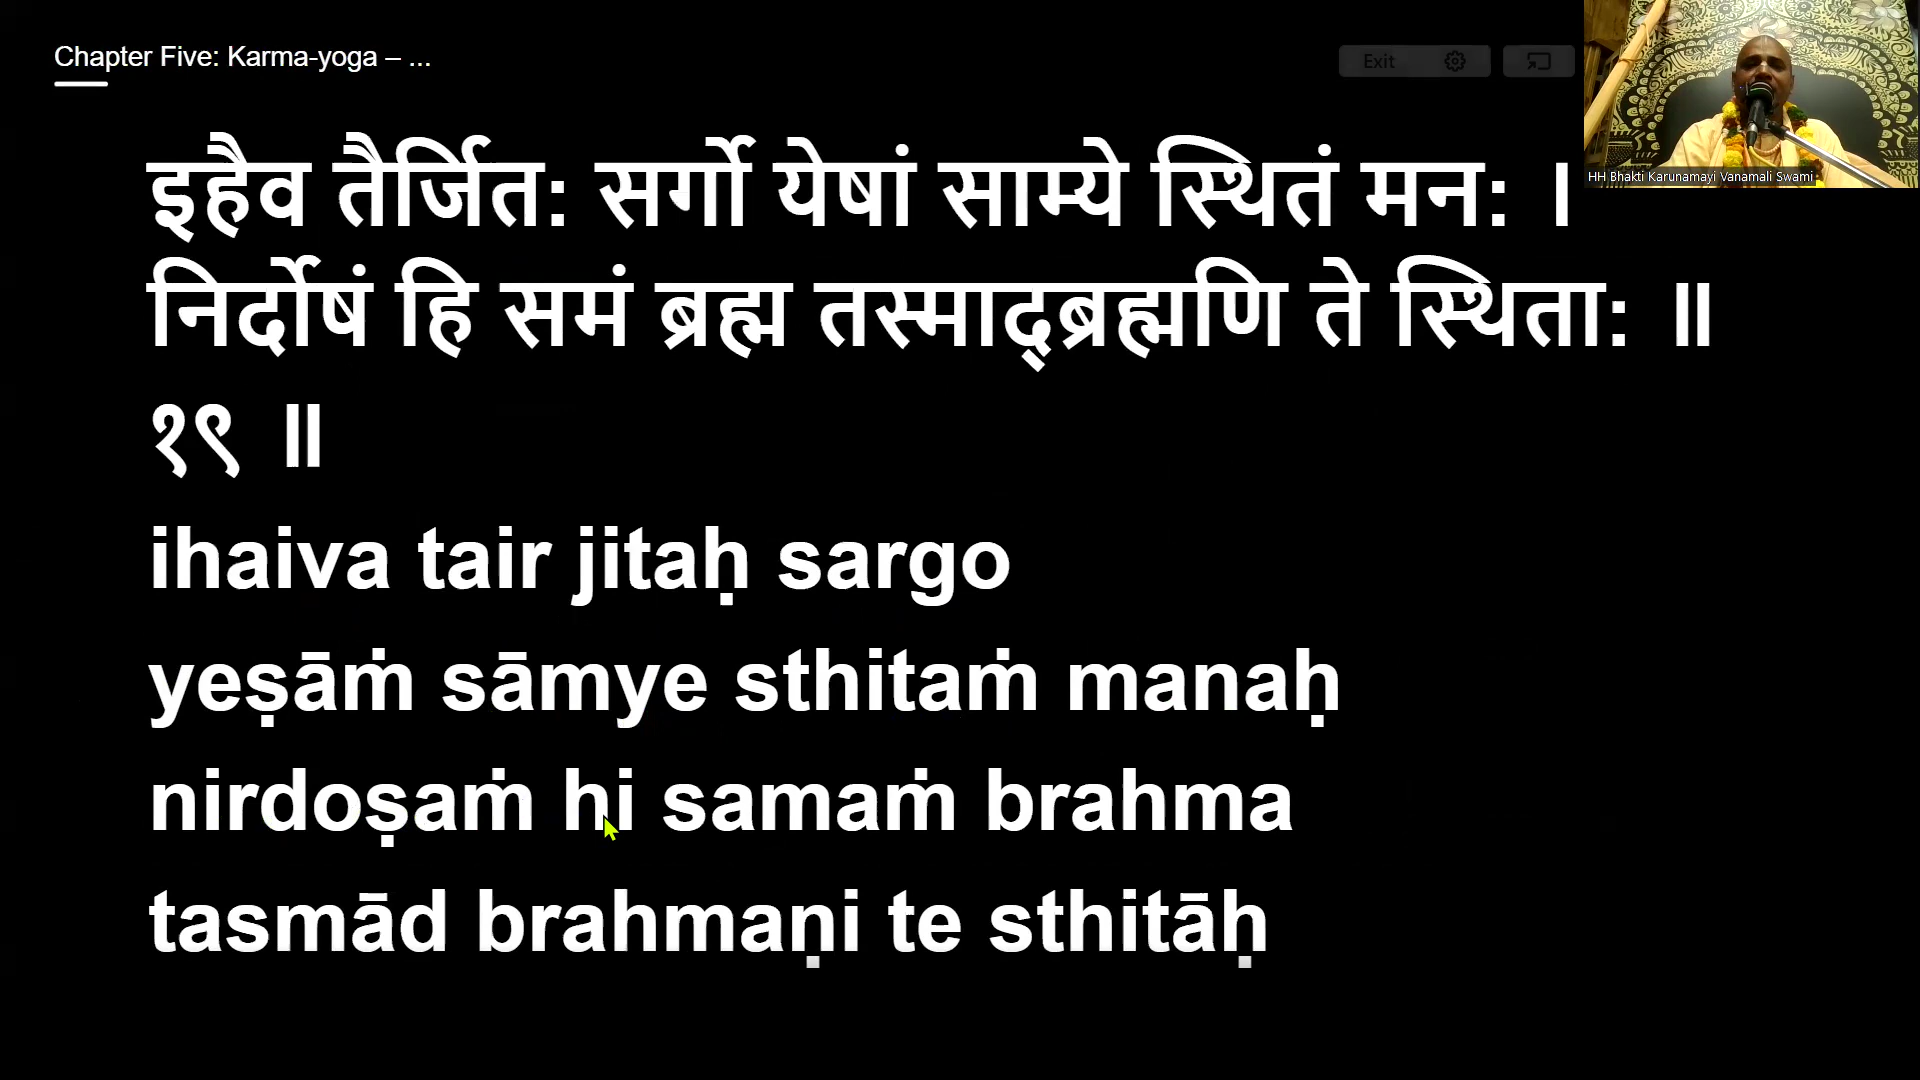 Chapter Five: Karma-yoga – ...
Exit
HH Bhakti Karunamayi Vanamali Swami
इहैव तैर्जित: सर्गो येषां साम्ये स्थितं मन: ।
निर्दोषं हि समं ब्रह्म तस्माद्ब्रह्मणि ते स्थिता: ॥
१९ ॥
ihaiva tair jitaḥ sargo
yeṣāṁ sāmye sthitaṁ manaḥ
nirdoṣaṁ hi samaṁ brahma
tasmād brahmaṇi te sthitāḥ